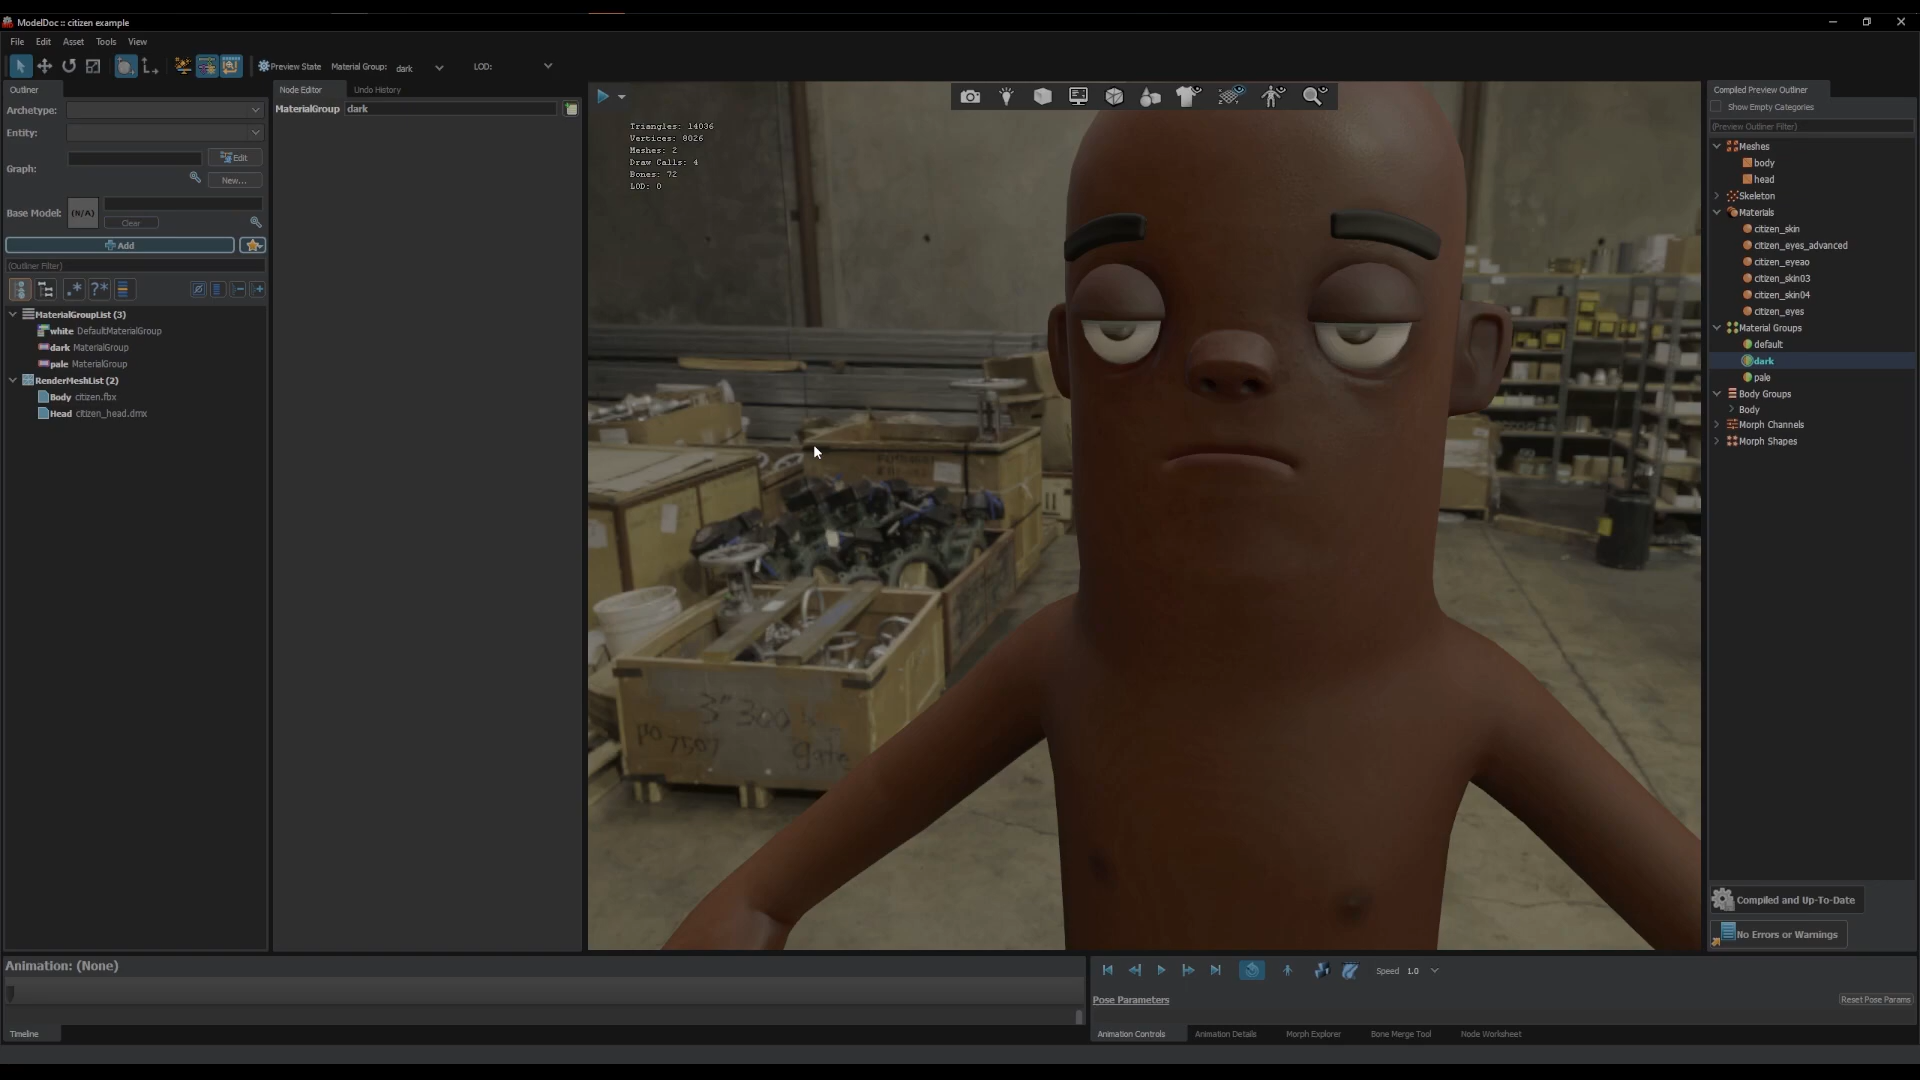 ModelDoc :: citizen example
File Edit Asset Tools View
Preview State Material Group: dark LOD:
Outliner
Archetype:
Entity:
Graph: Edit
New...
Base Model: (N/A)
Clear
Add
(Outliner Filter)
MaterialGroupList (3)
white DefaultMaterialGroup
dark MaterialGroup
pale MaterialGroup
RenderMeshList (2)
Body citizen.fbx
Head citizen_head.dmx
Node Editor Undo History
MaterialGroup dark
Triangles: 14036
Vertices: 8026
Meshes: 2
Draw Calls: 4
Bones: 72
LOD: 0
gate
Compiled Preview Outliner
Show Empty Categories
(Preview Outliner Filter)
Meshes
body
head
Skeleton
Materials
citizen_skin
citizen_eyes_advanced
citizen_eyeao
citizen_skin03
citizen_skin04
citizen_eyes
Material Groups
default
dark
pale
Body Groups
Body
Morph Channels
Morph Shapes
Compiled and Up-To-Date
No Errors or Warnings
Animation: (None)
Timeline
Speed 1.0
Pose Parameters
Reset Pose Params
Animation Controls Animation Details Morph Explorer Bone Merge Tool Node Worksheet